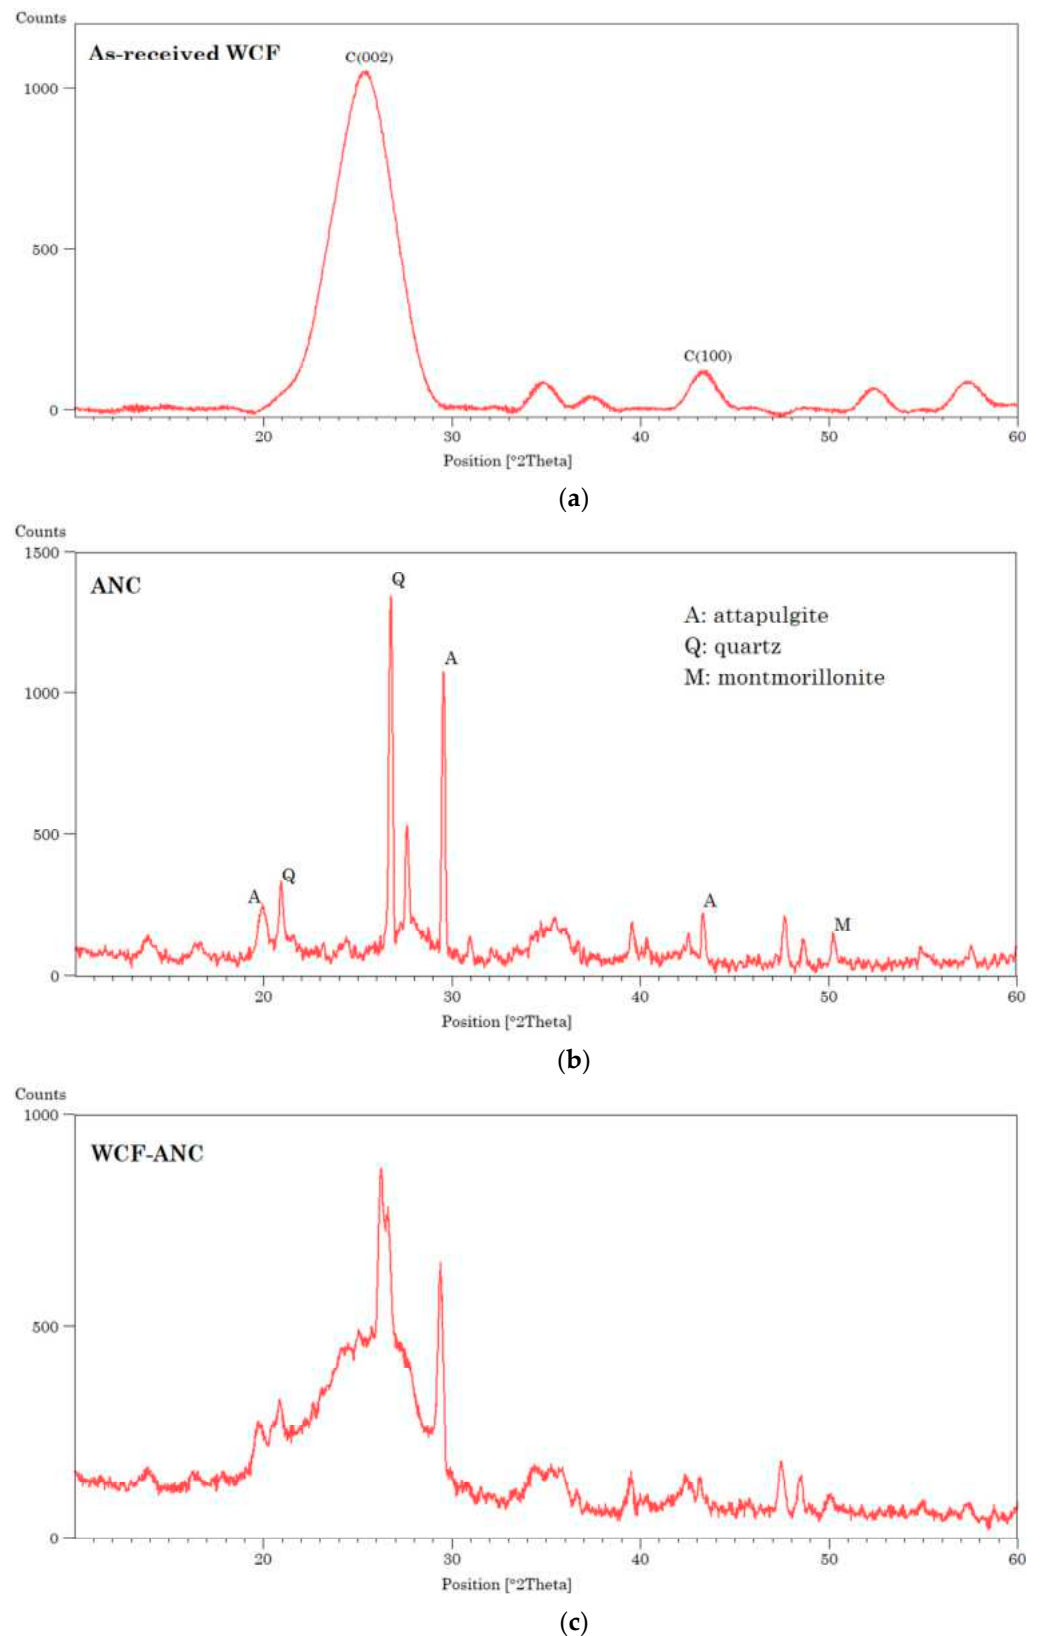 Counts
As-received WCF
C(002)
1000
500
C(100)
0
20 30 40 50 60
Position [°2Theta]
(a)
Counts
1500
ANC
Q
A: attapulgite
Q: quartz
A
M: montmorillonite
1000
500
Q
A
A
M
0
20 30 40 50 60
Position [°2Theta]
(b)
Counts
1000
WCF-ANC
500
0
20 30 40 50 60
Position [°2Theta]
(c)